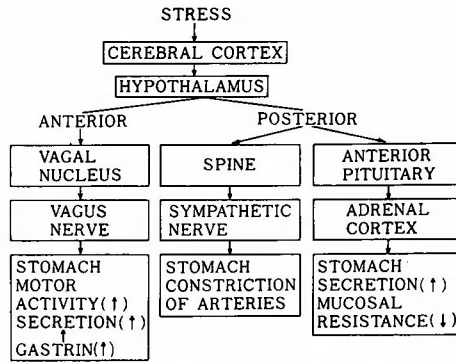 STRESS
CEREBRAL CORTEX
HYPOTHALAMUS
ANTERIOR
POSTERIOR
VAGAL
NUCLEUS
SPINE
ANTERIOR
PITUITARY
VAGUS
NERVE
SYMPATHETIC
NERVE
ADRENAL
CORTEX
STOMACH
MOTOR
ACTIVITY(↑)
SECRETION(↑)
↑
GASTRIN(↑)
STOMACH
CONSTRICTION
OF ARTERIES
STOMACH
SECRETION(↑)
MUCOSAL
RESISTANCE(↓)